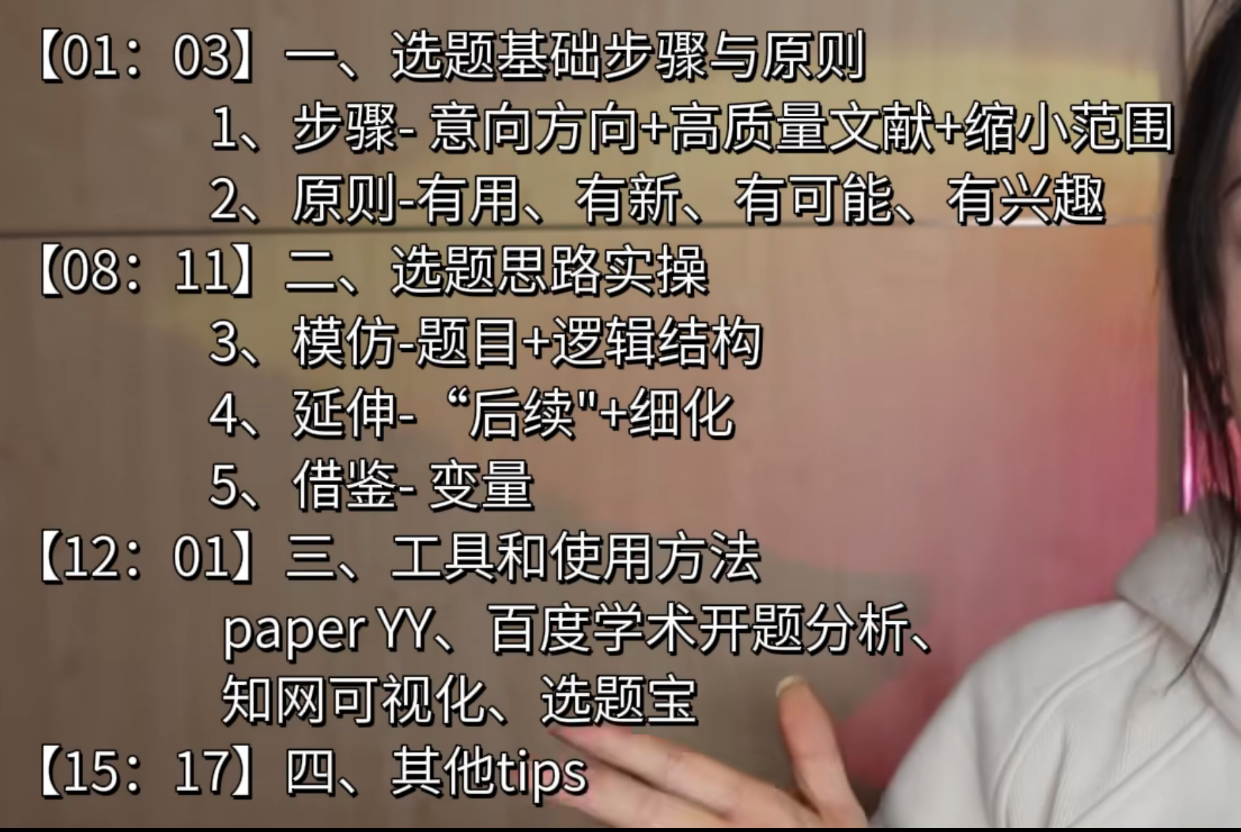 【01：03】一、选题基础步骤与原则
1、步骤- 意向方向+高质量文献+缩小范围
2、原则-有用、有新、有可能、有兴趣
【08：11】二、选题思路实操
3、模仿-题目+逻辑结构
4、延伸-“后续"+细化
5、借鉴- 变量
【12：01】三、工具和使用方法
paper YY、百度学术开题分析、
知网可视化、选题宝
【15：17】四、其他tips